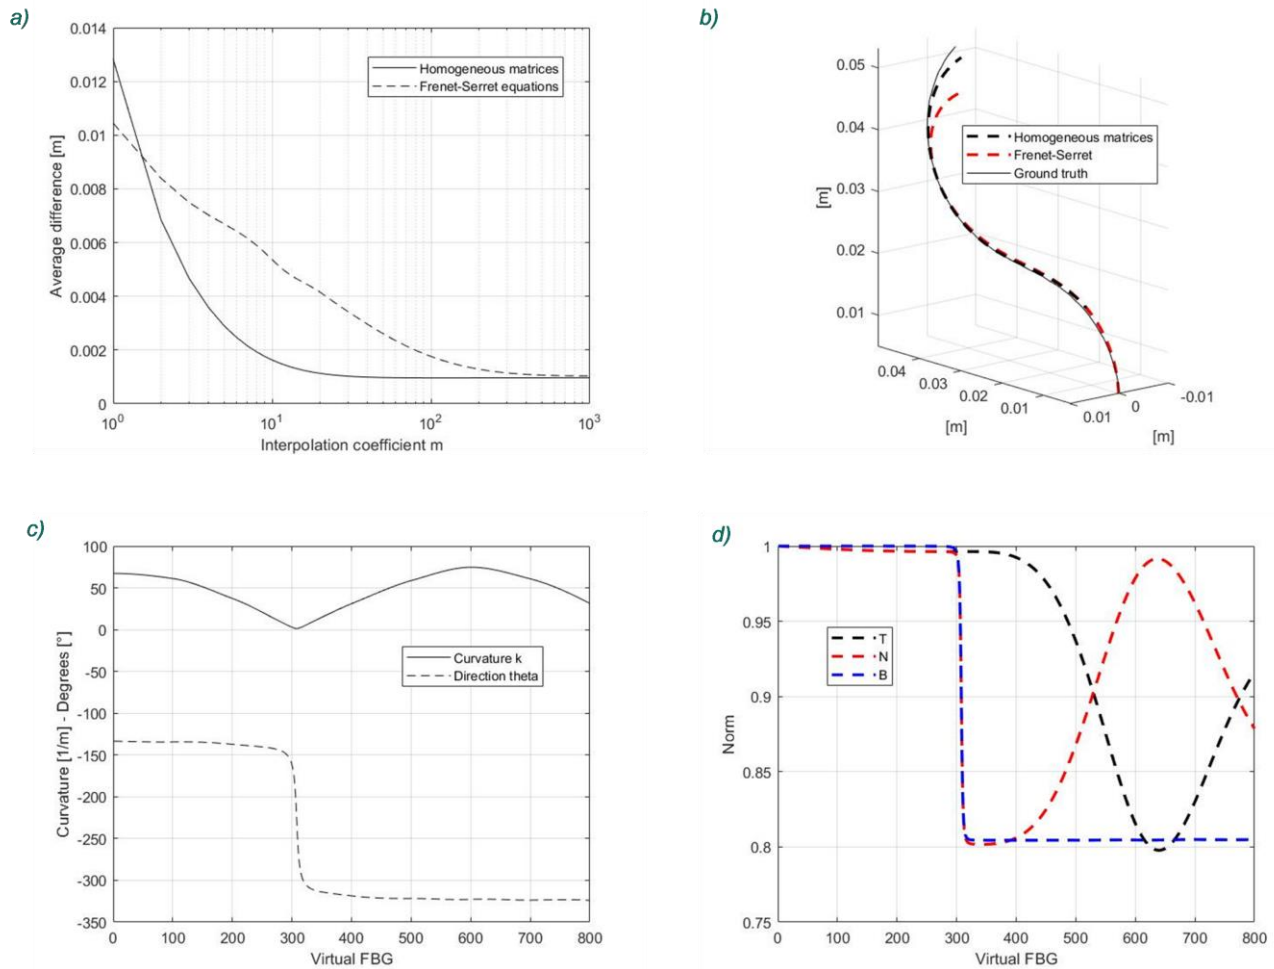 a)
0.014
0.012
0.01
0.008
0.006
0.004
0.002
0
Average difference [m]
Homogeneous matrices
Frenet-Serret equations
10^0
10^1
10^2
10^3
Interpolation coefficient m
b)
0.05
0.04
0.03
0.02
0.01
[m]
Homogeneous matrices
Frenet-Serret
Ground truth
0.04
0.03
0.02
0.01
[m]
0.01
0
-0.01
[m]
c)
100
50
0
-50
-100
-150
-200
-250
-300
-350
Curvature [1/m] - Degrees [°]
Curvature k
Direction theta
0 100 200 300 400 500 600 700 800
Virtual FBG
d)
1
0.95
0.9
0.85
0.8
0.75
Norm
T
N
B
0 100 200 300 400 500 600 700 800
Virtual FBG